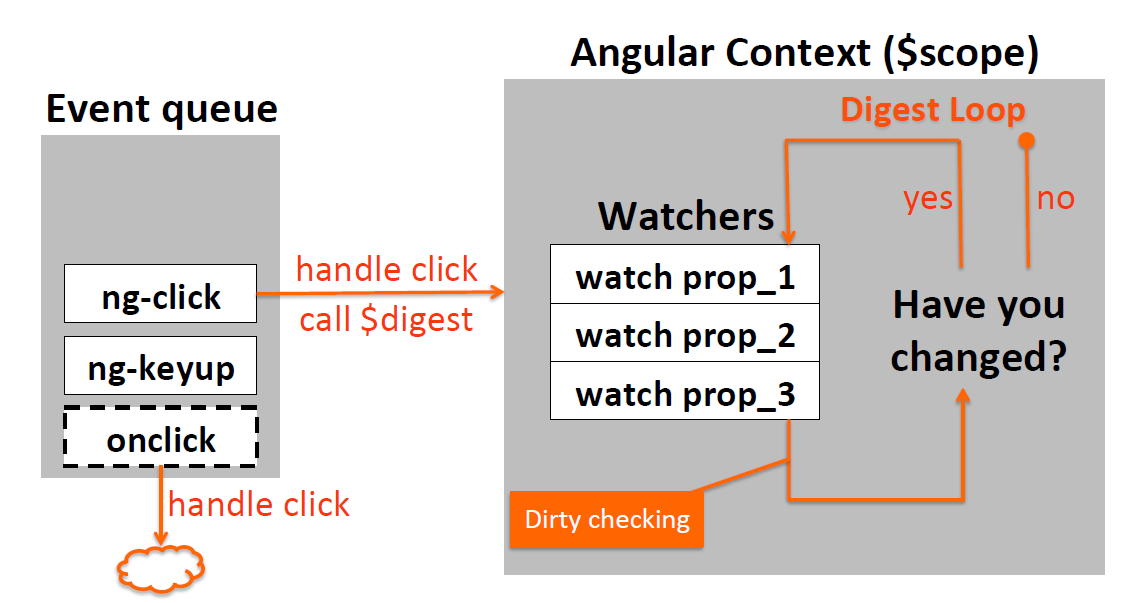 Angular Context ($scope)
Event queue
Digest Loop
yes
no
Watchers
handle click
call $digest
ng-click
ng-keyup
onclick
watch prop_1
watch prop_2
watch prop_3
Have you
changed?
handle click
Dirty checking